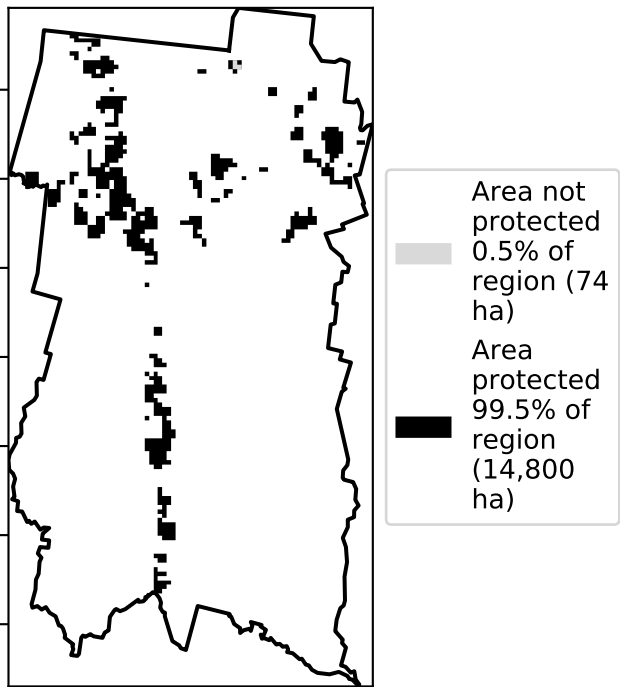 Area not
protected
0.5% of
region (74
ha)
Area
protected
99.5% of
region
(14,800
ha)